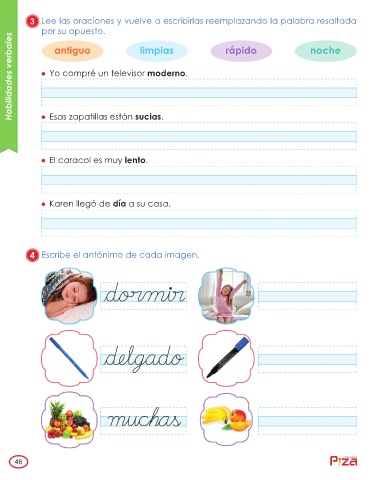 Habilidades verbales
3 Lee las oraciones y vuelve a escribirlas reemplazando la palabra resaltada
por su opuesto.
antiguo limpias rápido noche
• Yo compré un televisor moderno.
• Esas zapatillas están sucias.
• El caracol es muy lento.
• Karen llegó de día a su casa.
4 Escribe el antónimo de cada imagen.
dormir
delgado
muchas
46